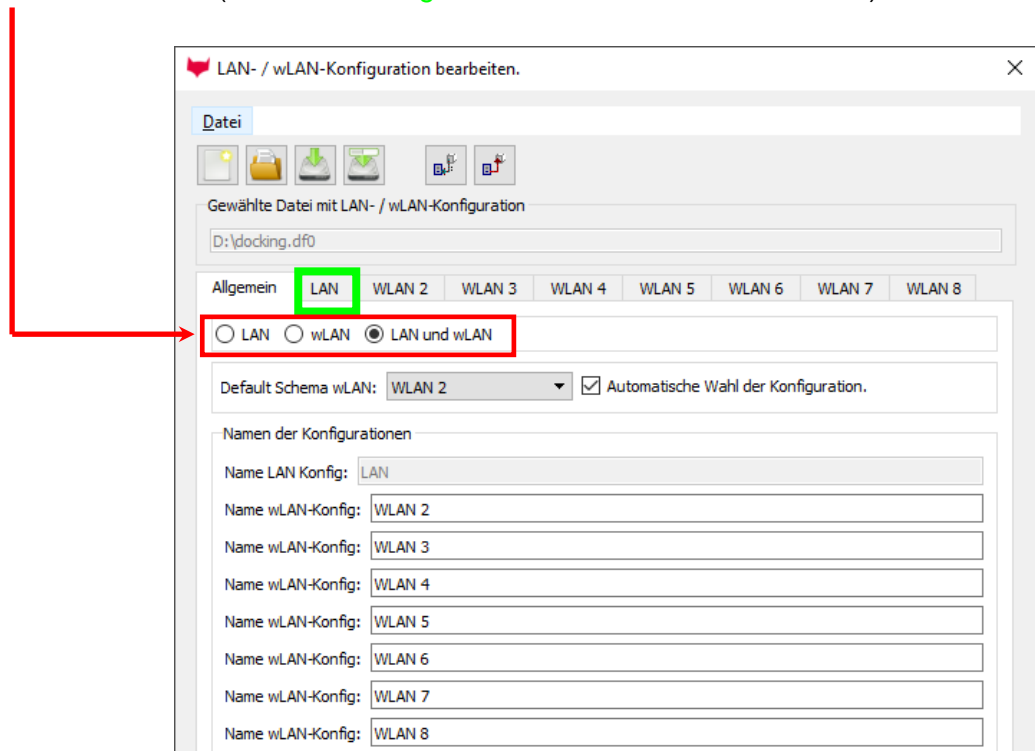 LAN- / wLAN-Konfiguration bearbeiten.
Datei
Gewählte Datei mit LAN- / wLAN-Konfiguration
D:\docking.df0
Allgemein LAN WLAN 2 WLAN 3 WLAN 4 WLAN 5 WLAN 6 WLAN 7 WLAN 8
LAN wLAN LAN und wLAN
Default Schema wLAN: WLAN 2 Automatische Wahl der Konfiguration.
Namen der Konfigurationen
Name LAN Konfig: LAN
Name wLAN-Konfig: WLAN 2
Name wLAN-Konfig: WLAN 3
Name wLAN-Konfig: WLAN 4
Name wLAN-Konfig: WLAN 5
Name wLAN-Konfig: WLAN 6
Name wLAN-Konfig: WLAN 7
Name wLAN-Konfig: WLAN 8